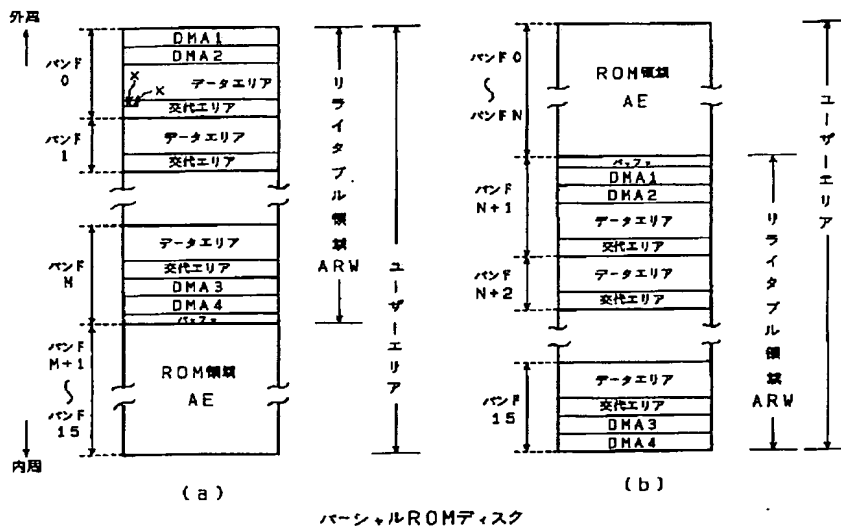 外周
バンド
0
DMA1
DMA2
データエリア
x
x
交代エリア
バンド
1
データエリア
交代エリア
バンド
M
データエリア
交代エリア
DMA3
DMA4
バッファ
バンド
M+1
〜
バンド
15
ROM領域
AE
内周
リライタブル領域
ARW
ユーザーエリア
(a)
バンド0
〜
バンドN
ROM領域
AE
バンド
N+1
バッファ
DMA1
DMA2
データエリア
交代エリア
バンド
N+2
データエリア
交代エリア
バンド
15
データエリア
交代エリア
DMA3
DMA4
リライタブル領域
ARW
ユーザーエリア
(b)
パーシャルROMディスク